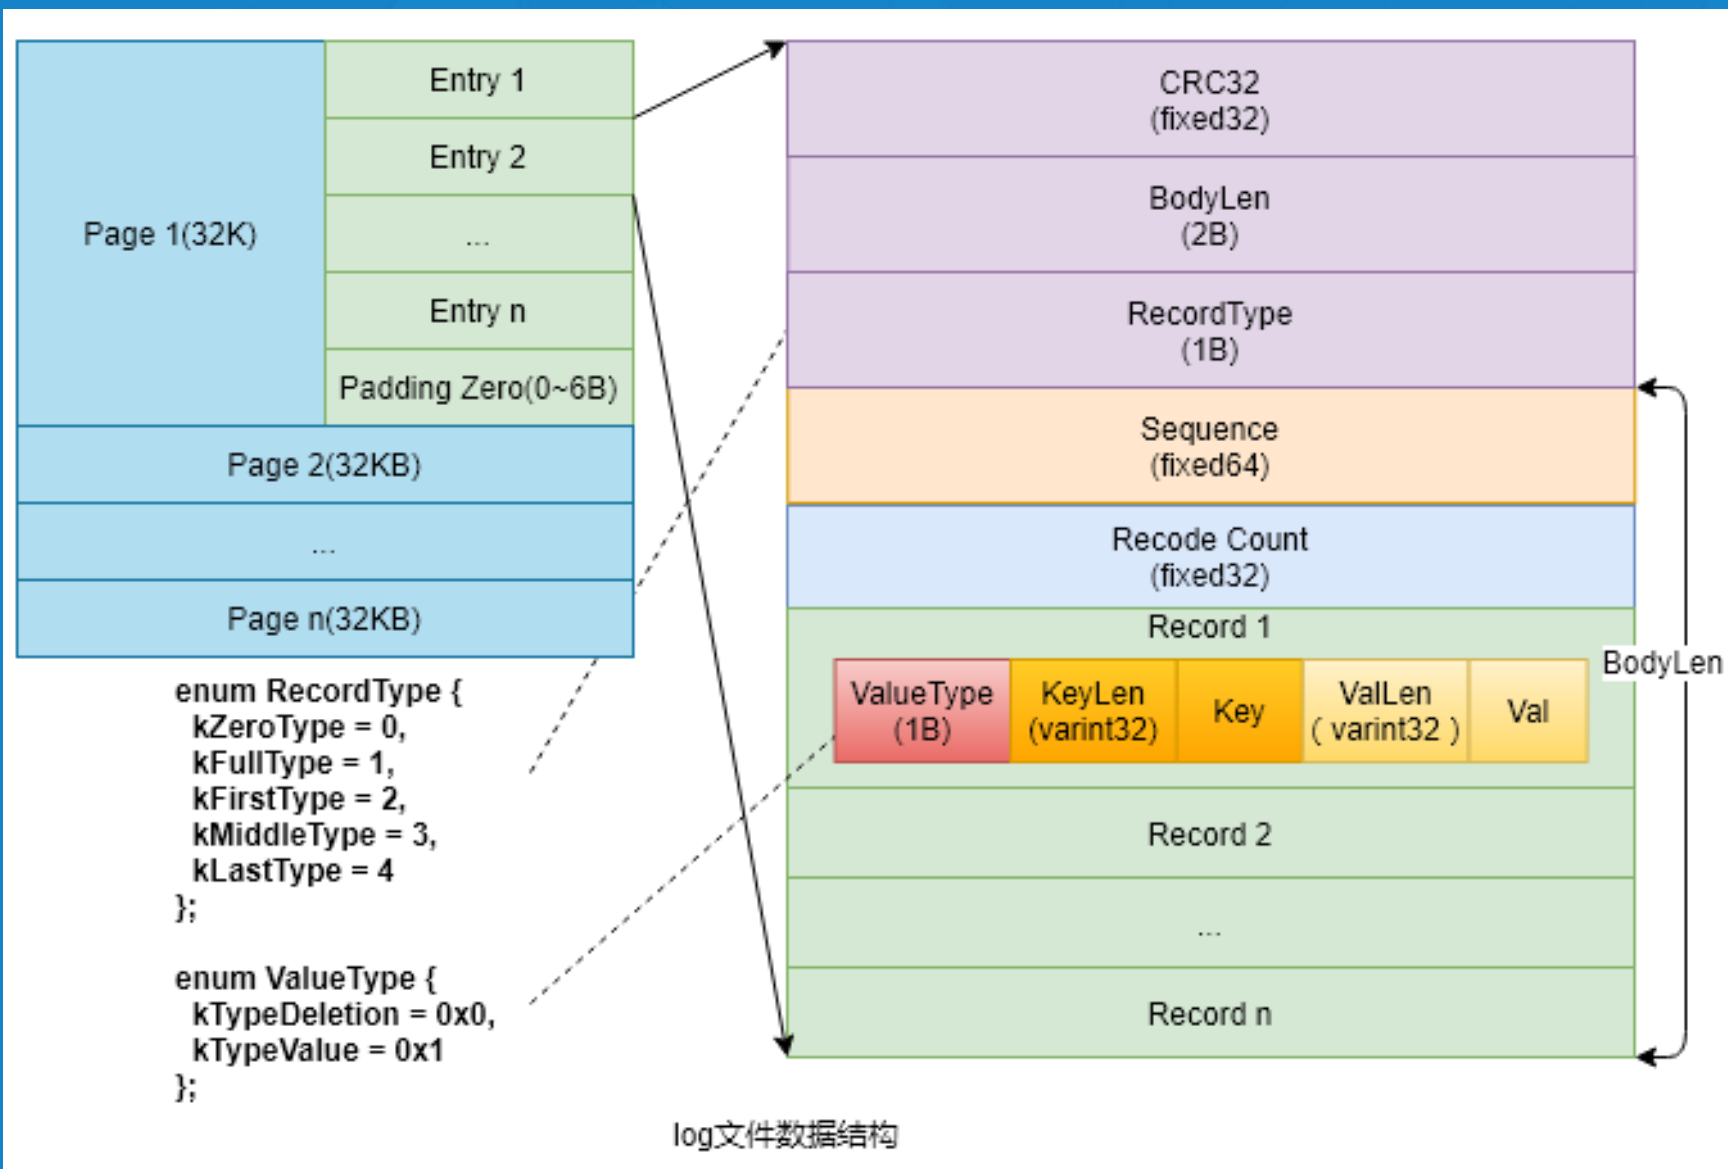 Entry 1
Entry 2
...
Entry n
Padding Zero(0~6B)
Page 1(32K)
Page 2(32KB)
...
Page n(32KB)
enum RecordType {
kZeroType = 0,
kFullType = 1,
kFirstType = 2,
kMiddleType = 3,
kLastType = 4
};
enum ValueType {
kTypeDeletion = 0x0,
kTypeValue = 0x1
};
CRC32
(fixed32)
BodyLen
(2B)
RecordType
(1B)
Sequence
(fixed64)
Recode Count
(fixed32)
Record 1
ValueType
(1B)
KeyLen
(varint32)
Key
ValLen
( varint32 )
Val
Record 2
...
Record n
BodyLen
log文件数据结构